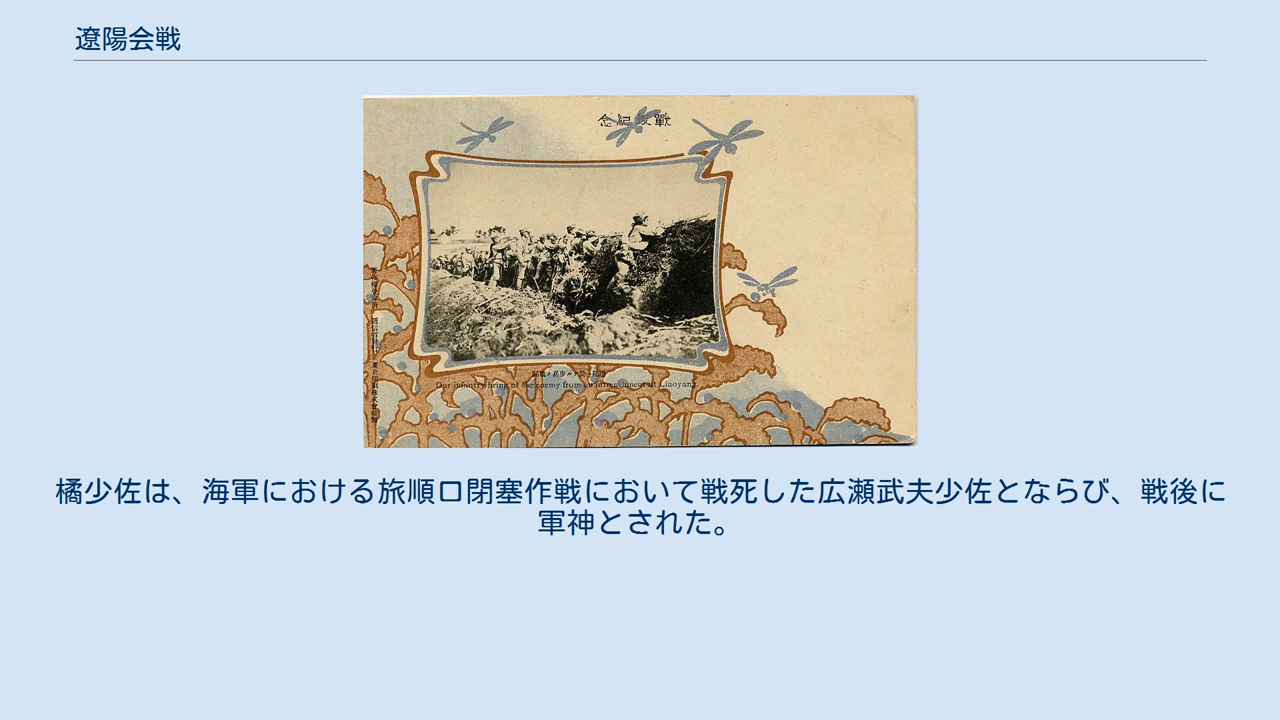 遼陽会戦
念紀役戰
Our infantry firing at the enemy from an intrenchment at Liaoyang.
橘少佐は、海軍における旅順口閉塞作戦において戦死した広瀬武夫少佐とならび、戦後に
軍神とされた。